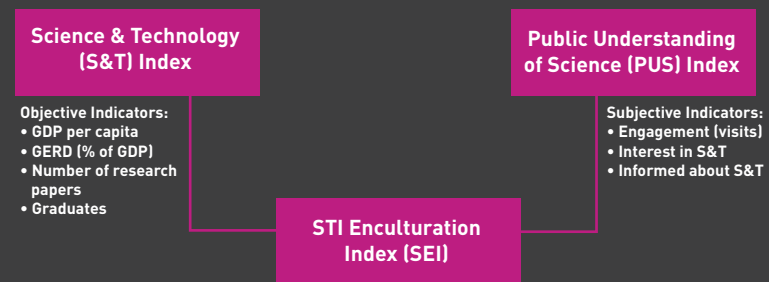 Science & Technology
(S&T) Index
Objective Indicators:
• GDP per capita
• GERD (% of GDP)
• Number of research
papers
• Graduates
Public Understanding
of Science (PUS) Index
Subjective Indicators:
• Engagement (visits)
• Interest in S&T
• Informed about S&T
STI Enculturation
Index (SEI)